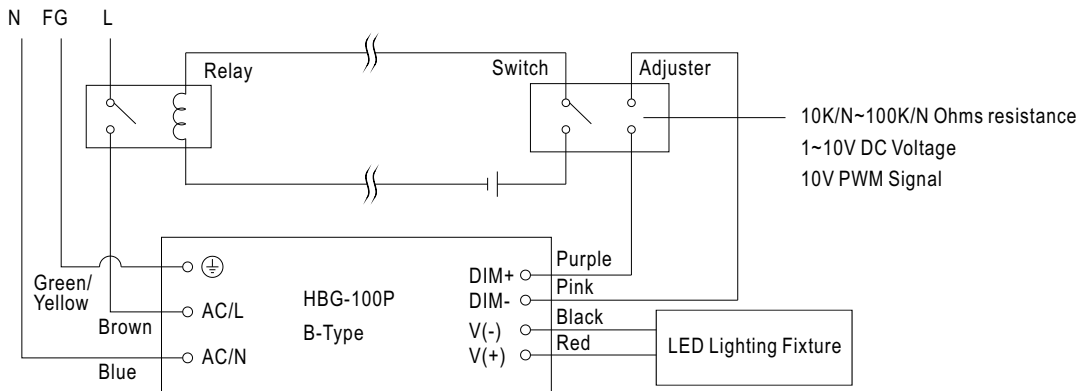 N FG L
Relay
Switch
Adjuster
10K/N~100K/N Ohms resistance
1~10V DC Voltage
10V PWM Signal
Green/
Yellow
Brown
Blue
AC/L
AC/N
HBG-100P
B-Type
DIM+
DIM-
V(-)
V(+)
Purple
Pink
Black
Red
LED Lighting Fixture